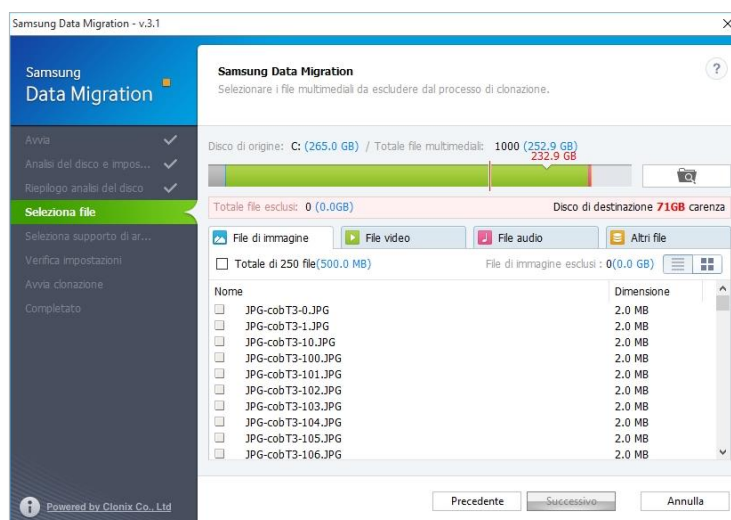 Samsung Data Migration - v.3.1
Samsung
Data Migration
Samsung Data Migration
Selezionare i file multimediali da escludere dal processo di clonazione.
?
Avvia
Analisi del disco e impos...
Riepilogo analisi del disco
Seleziona file
Seleziona supporto di ar...
Verifica impostazioni
Avvia clonazione
Completato
Disco di origine: C: (265.0 GB) / Totale file multimediali: 1000 (252.9 GB)
232.9 GB
Totale file esclusi: 0 (0.0GB) Disco di destinazione 71GB carenza
File di immagine File video File audio Altri file
Totale di 250 file(500.0 MB) File di immagine esclusi : 0(0.0 GB)
Nome Dimensione
JPG-cobT3-0.JPG 2.0 MB
JPG-cobT3-1.JPG 2.0 MB
JPG-cobT3-10.JPG 2.0 MB
JPG-cobT3-100.JPG 2.0 MB
JPG-cobT3-101.JPG 2.0 MB
JPG-cobT3-102.JPG 2.0 MB
JPG-cobT3-103.JPG 2.0 MB
JPG-cobT3-104.JPG 2.0 MB
JPG-cobT3-105.JPG 2.0 MB
JPG-cobT3-106.JPG 2.0 MB
Powered by Clonix Co., Ltd
Precedente Successivo Annulla